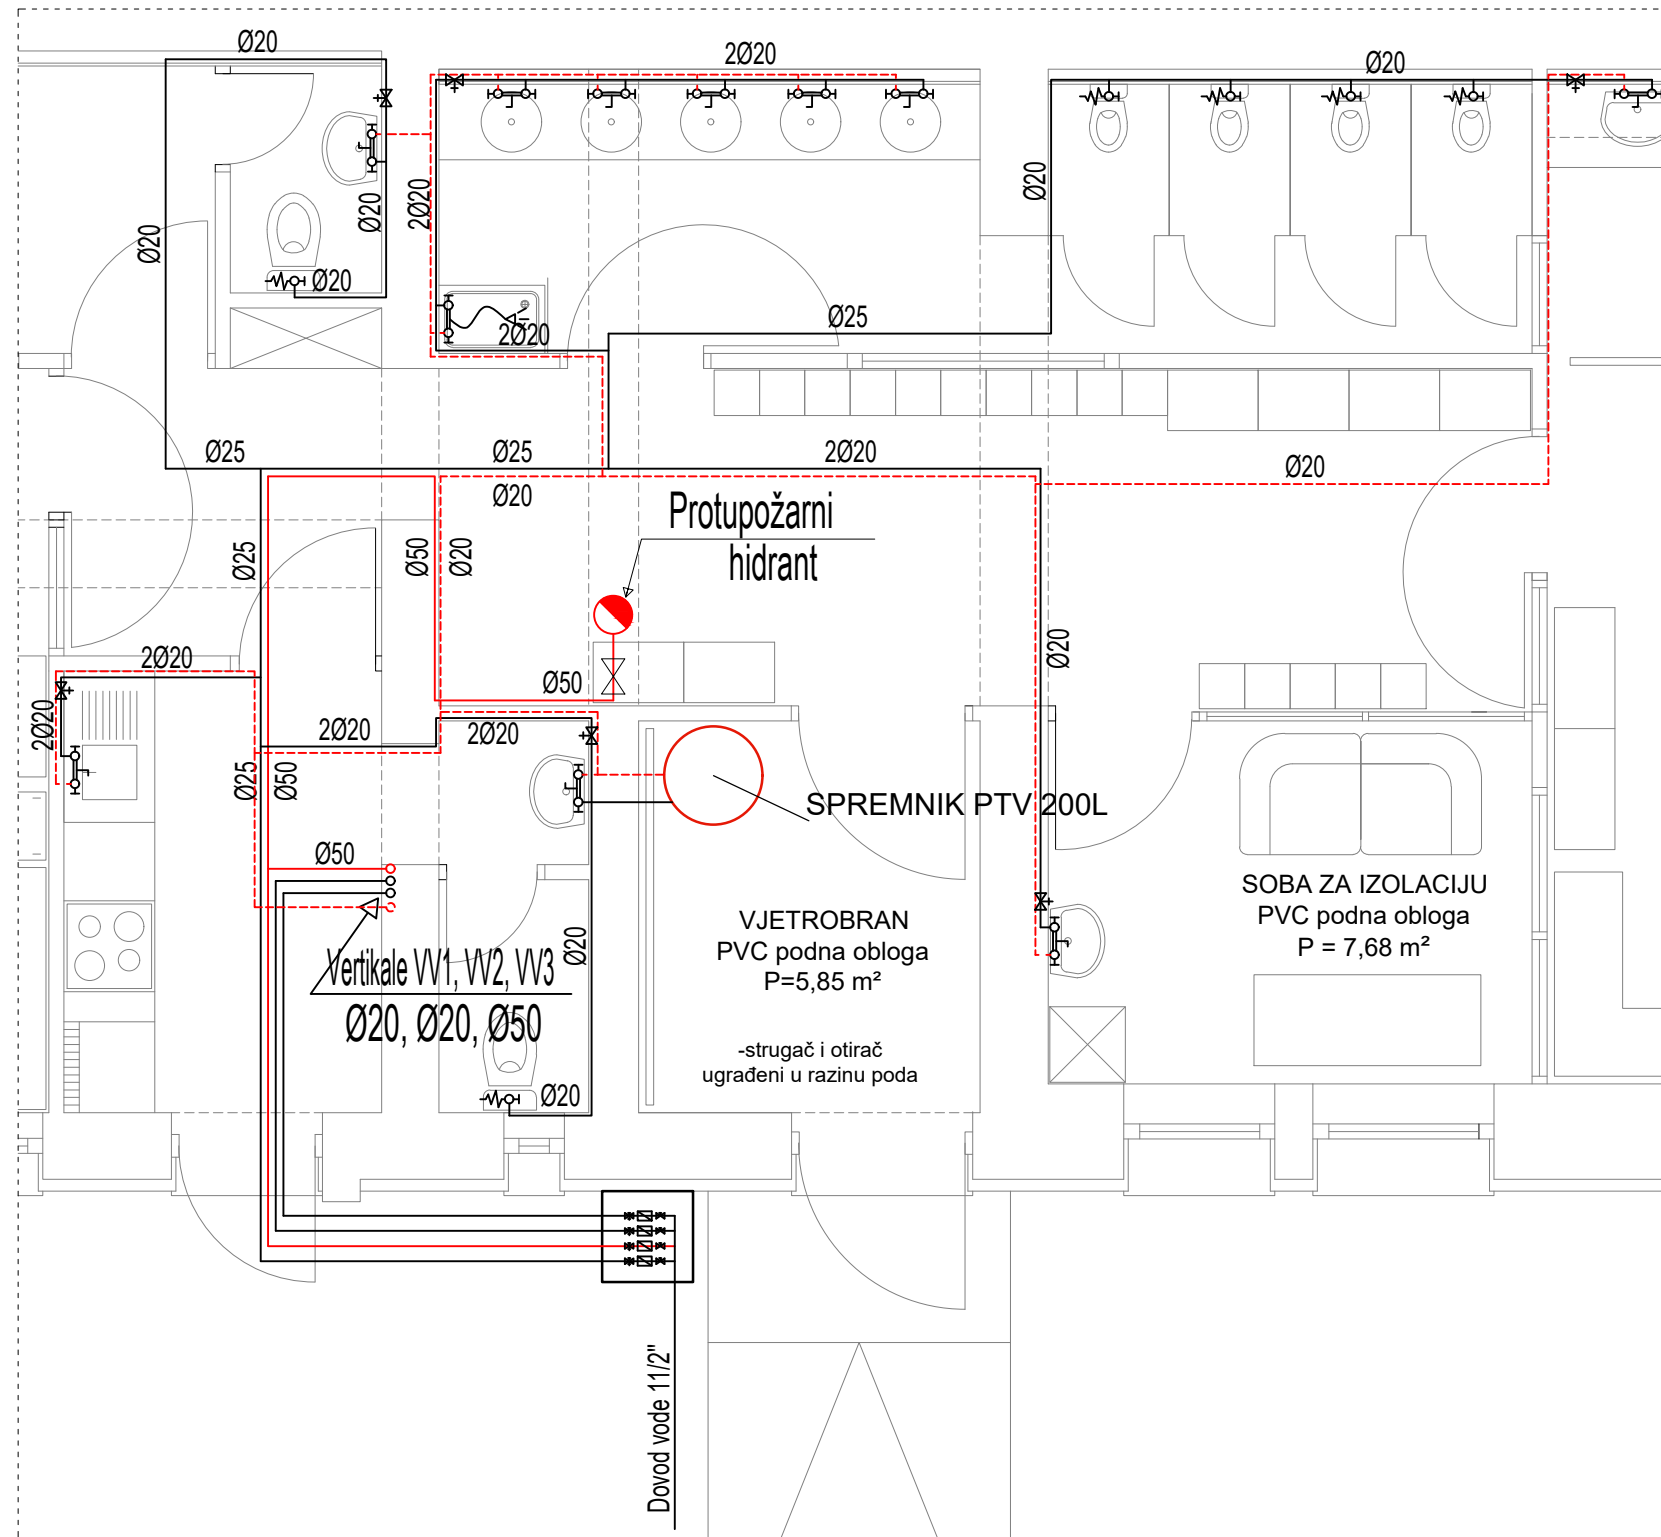 Ø20
2Ø20
Ø20
Ø20
2Ø20
Ø20
Ø20
Ø20
Ø20
2Ø20
Ø25
Ø25
Ø25
2Ø20
Ø20
Ø20
Protupožarni
hidrant
Ø25
Ø50
Ø20
2Ø20
Ø50
Ø20
2Ø20
2Ø20
2Ø20
Ø25
Ø50
SPREMNIK PTV 200L
Ø50
SOBA ZA IZOLACIJU
PVC podna obloga
P = 7,68 m²
VJETROBRAN
PVC podna obloga
P=5,85 m²
Ø20
Vertikale VV1, VV2, VV3
Ø20, Ø20, Ø50
-strugač i otirač
ugrađeni u razinu poda
Ø20
Dovod vode 11/2"